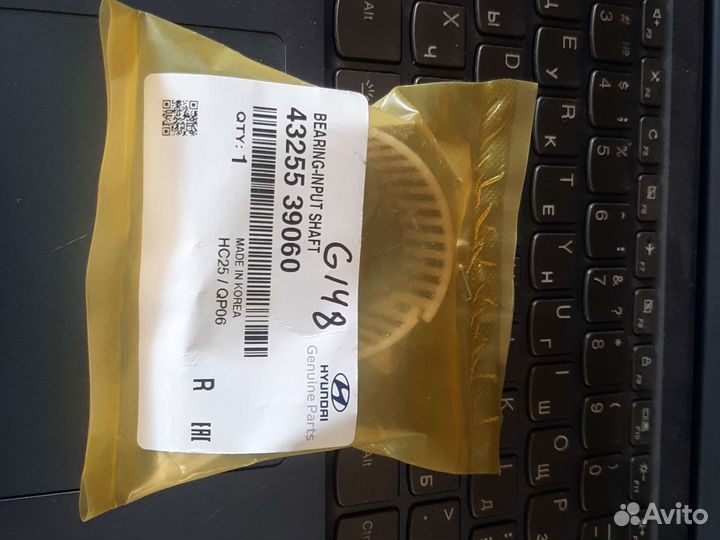 BEARING-INPUT SHAFT
43255 39060
QTY: 1
MADE IN KOREA
HC25 / QP06
G148
HYUNDAI
Genuine Parts
R
EAC
Avito